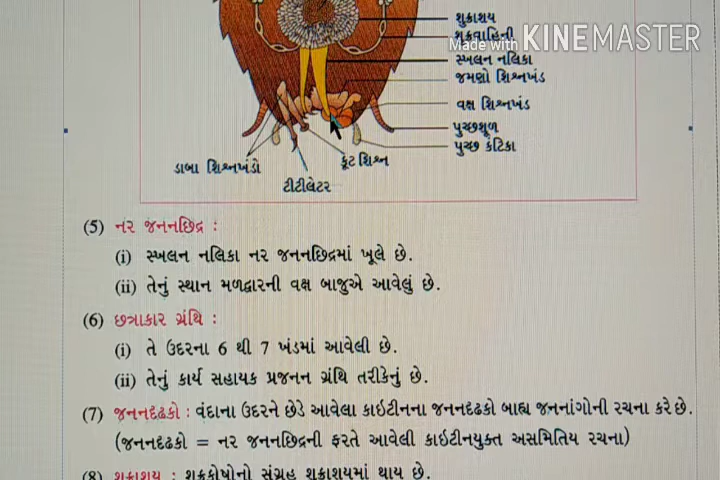 શુક્રાશય
Made with KINEMASTER
શુક્રવાહિની
સ્ખલન નલિકા
જમણો શિશ્નખંડ
વક્ષ શિશ્નખંડ
પુચ્છશૂળ
પુચ્છ કંટિકા
ડાબા શિશ્નખંડો
કૂટ શિશ્ન
ટીટીલેટર
(5) નર જનનછિદ્ર :
(i) સ્ખલન નલિકા નર જનનછિદ્રમાં ખૂલે છે.
(ii) તેનું સ્થાન મળદ્વારની વક્ષ બાજુએ આવેલું છે.
(6) છત્રાકાર ગ્રંથિ :
(i) તે ઉદરના 6 થી 7 ખંડમાં આવેલી છે.
(ii) તેનું કાર્ય સહાયક પ્રજનન ગ્રંથિ તરીકેનું છે.
(7) જનનદઢકો : વંદાના ઉદરને છેડે આવેલા કાઇટીનના જનનદઢકો બાહ્ય જનનાંગોની રચના કરે છે.
(જનનદઢકો = નર જનનછિદ્રની ફરતે આવેલી કાઇટીનયુક્ત અસમિતિય રચના)
(8) શુક્રાશય : શુક્રકોષોનો સંગ્રહ શુક્રાશયમાં થાય છે.